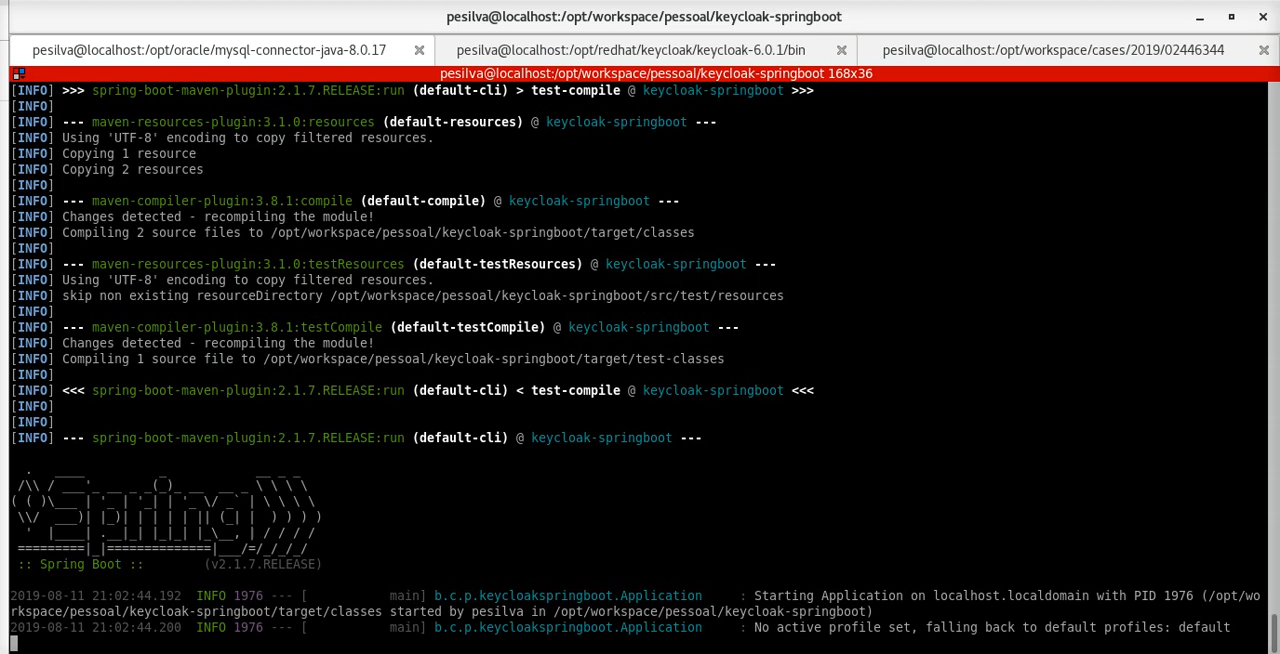 pesilva@localhost:/opt/workspace/pessoal/keycloak-springboot
pesilva@localhost:/opt/oracle/mysql-connector-java-8.0.17
pesilva@localhost:/opt/redhat/keycloak/keycloak-6.0.1/bin
pesilva@localhost:/opt/workspace/cases/2019/02446344
pesilva@localhost:/opt/workspace/pessoal/keycloak-springboot 168x36
[INFO] >>> spring-boot-maven-plugin:2.1.7.RELEASE:run (default-cli) > test-compile @ keycloak-springboot >>>
[INFO]
[INFO] --- maven-resources-plugin:3.1.0:resources (default-resources) @ keycloak-springboot ---
[INFO] Using 'UTF-8' encoding to copy filtered resources.
[INFO] Copying 1 resource
[INFO] Copying 2 resources
[INFO]
[INFO] --- maven-compiler-plugin:3.8.1:compile (default-compile) @ keycloak-springboot ---
[INFO] Changes detected - recompiling the module!
[INFO] Compiling 2 source files to /opt/workspace/pessoal/keycloak-springboot/target/classes
[INFO]
[INFO] --- maven-resources-plugin:3.1.0:testResources (default-testResources) @ keycloak-springboot ---
[INFO] Using 'UTF-8' encoding to copy filtered resources.
[INFO] skip non existing resourceDirectory /opt/workspace/pessoal/keycloak-springboot/src/test/resources
[INFO]
[INFO] --- maven-compiler-plugin:3.8.1:testCompile (default-testCompile) @ keycloak-springboot ---
[INFO] Changes detected - recompiling the module!
[INFO] Compiling 1 source file to /opt/workspace/pessoal/keycloak-springboot/target/test-classes
[INFO]
[INFO] <<< spring-boot-maven-plugin:2.1.7.RELEASE:run (default-cli) < test-compile @ keycloak-springboot <<<
[INFO]
[INFO]
[INFO] --- spring-boot-maven-plugin:2.1.7.RELEASE:run (default-cli) @ keycloak-springboot ---
  .   ____          _            __ _ _
 /\\ / ___'_ __ _ _(_)_ __  __ _ \ \ \ \
( ( )\___ | '_ | '_| | '_ \/ _` | \ \ \ \
 \\/  ___)| |_)| | | | | || (_| |  ) ) ) )
  '  |____| .__|_| |_|_| |_\__, | / / / /
 =========|_|==============|___/=/_/_/_/
 :: Spring Boot ::        (v2.1.7.RELEASE)
2019-08-11 21:02:44.192  INFO 1976 --- [           main] b.c.p.keycloakspringboot.Application     : Starting Application on localhost.localdomain with PID 1976 (/opt/wo
rkspace/pessoal/keycloak-springboot/target/classes started by pesilva in /opt/workspace/pessoal/keycloak-springboot)
2019-08-11 21:02:44.200  INFO 1976 --- [           main] b.c.p.keycloakspringboot.Application     : No active profile set, falling back to default profiles: default